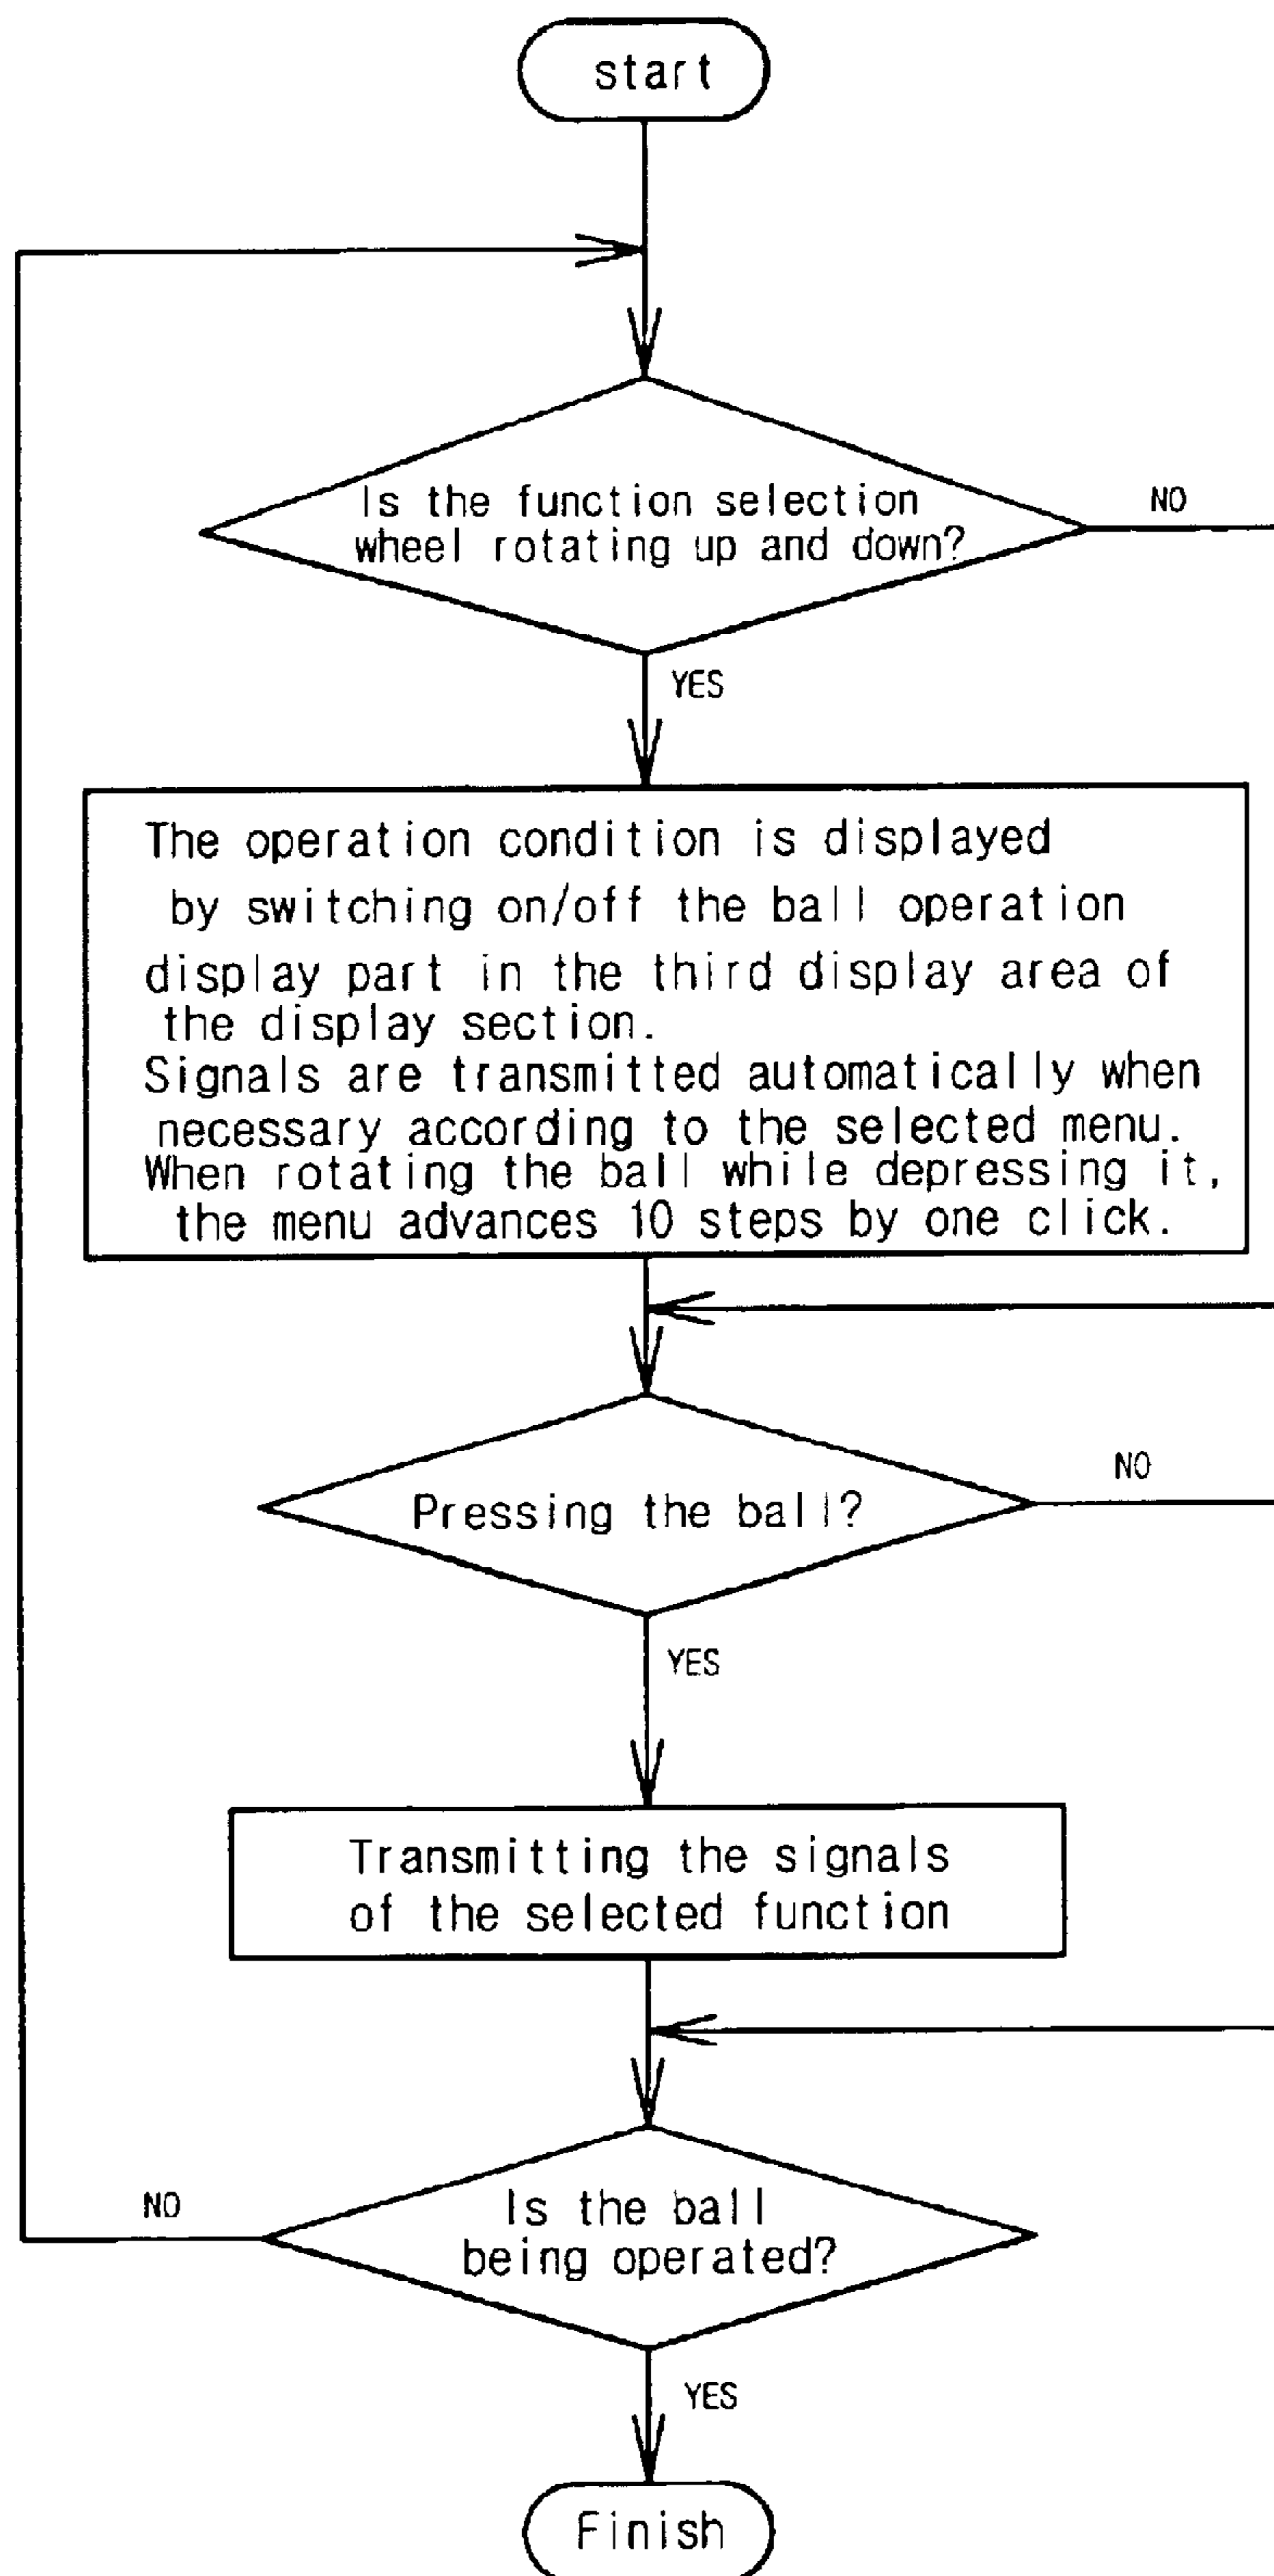 start
Is the function selection
wheel rotating up and down?
NO
YES
The operation condition is displayed
by switching on/off the ball operation
display part in the third display area of
the display section.
Signals are transmitted automatically when
necessary according to the selected menu.
When rotating the ball while depressing it,
the menu advances 10 steps by one click.
Pressing the ball?
NO
YES
Transmitting the signals
of the selected function
Is the ball
being operated?
NO
YES
Finish